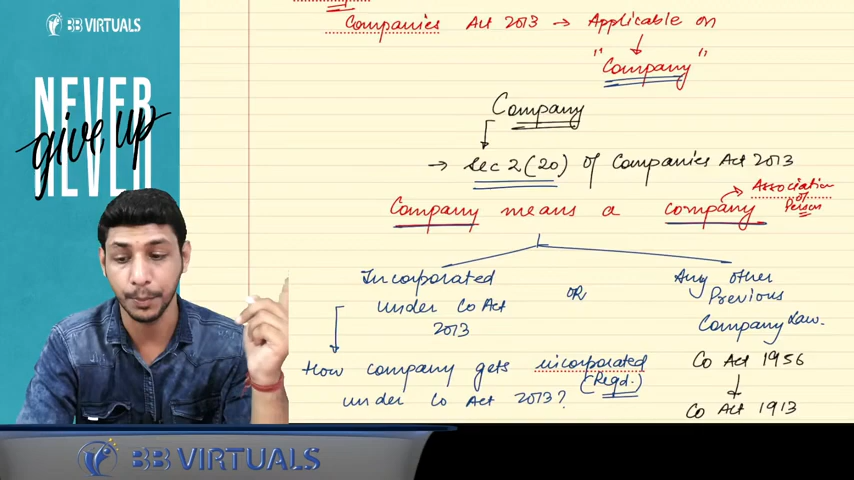 BB VIRTUALS
NEVER
give up
NEVER
Companies Act 2013 → Applicable on
"Company"
Company
→ Sec 2(20) of Companies Act 2013
Association
of
Person
Company means a company
Incorporated
under Co Act
2013
OR
Any other
Previous
Company Law.
Co Act 1956
Co Act 1913
How company gets incorporated
(Regd.)
under Co Act 2013?
BB VIRTUALS